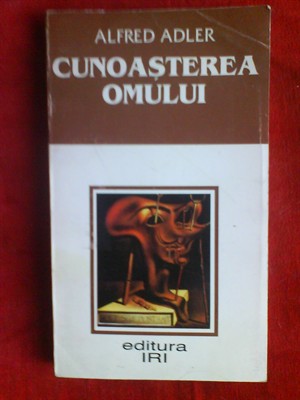 ALFRED ADLER
CUNOAȘTEREA
OMULUI
editura
IRI